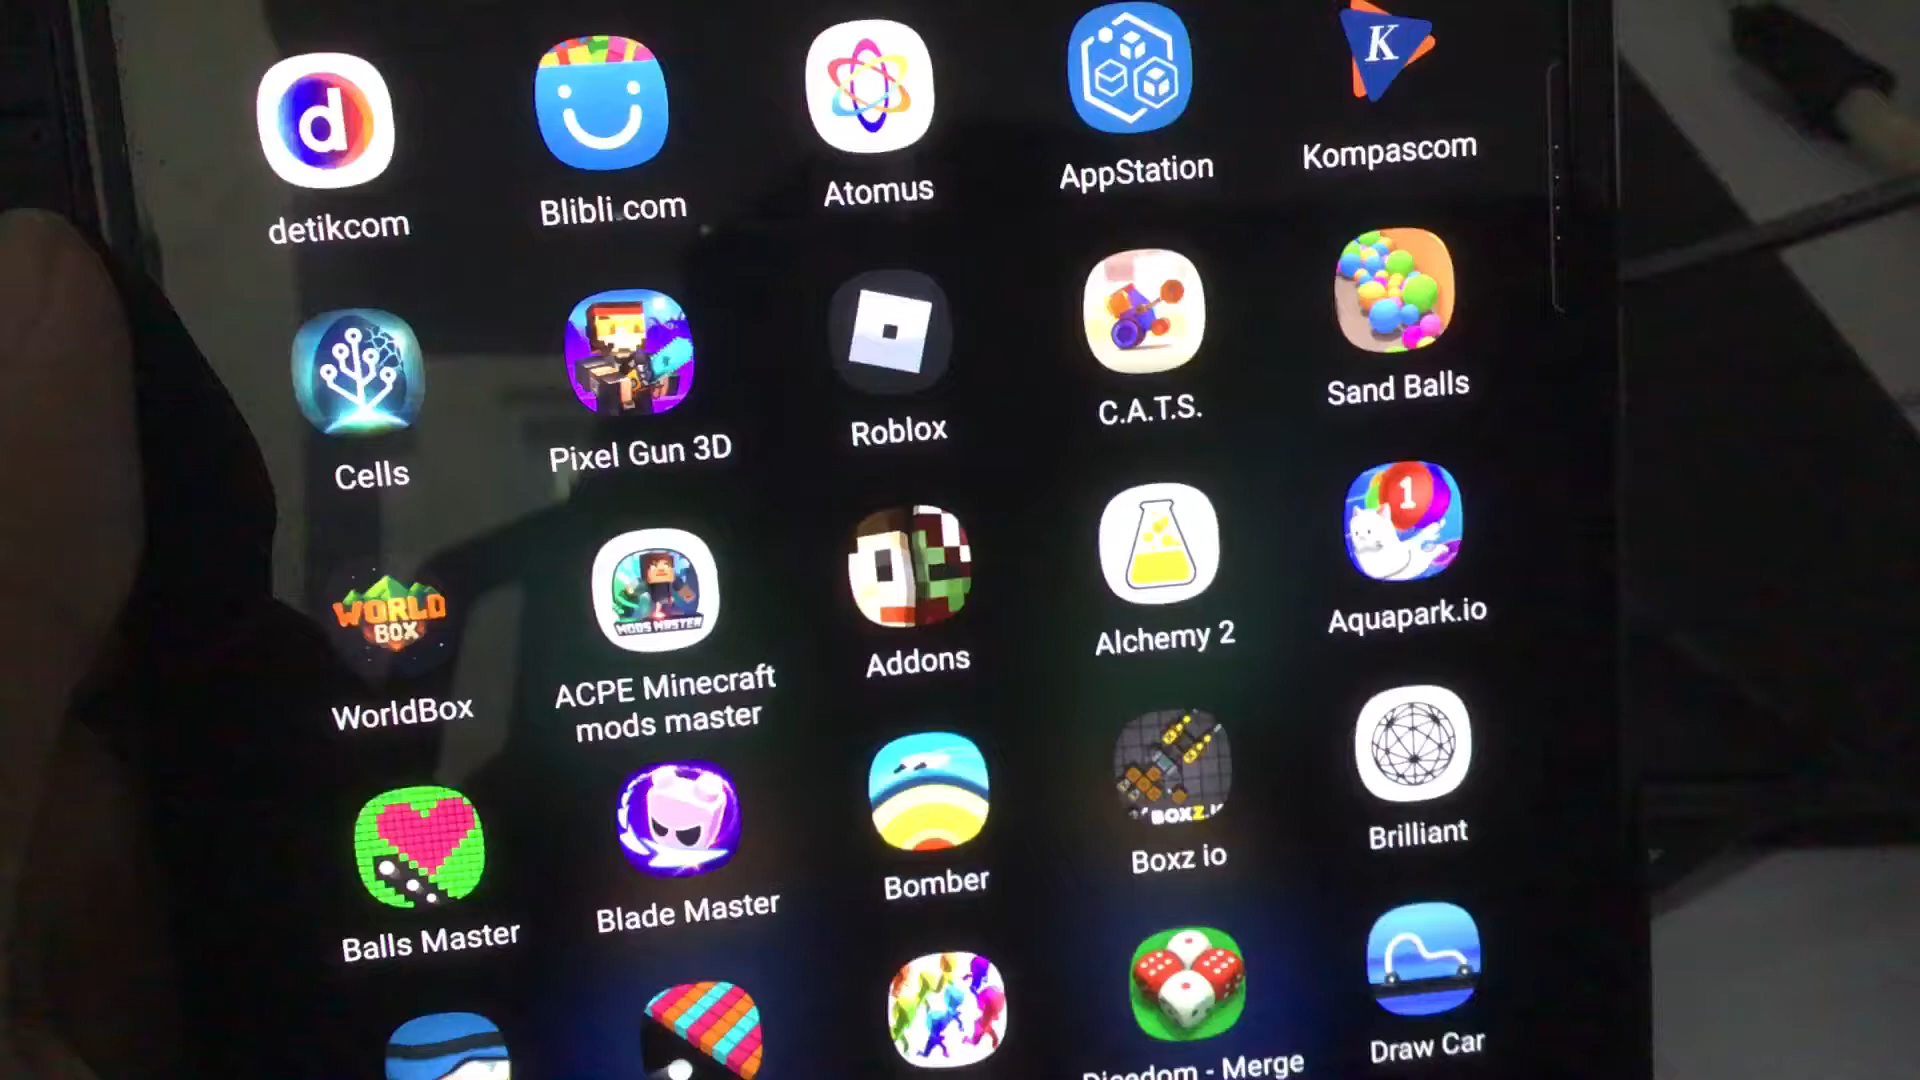 d
K
detikcom
Blibli.com
Atomus
AppStation
Kompascom
Cells
Pixel Gun 3D
Roblox
C.A.T.S.
Sand Balls
1
WORLD
BOX
MODS MASTER
WorldBox
ACPE Minecraft
mods master
Addons
Alchemy 2
Aquapark.io
BOXZ.
Balls Master
Blade Master
Bomber
Boxz io
Brilliant
Dicedom - Merge
Draw Car